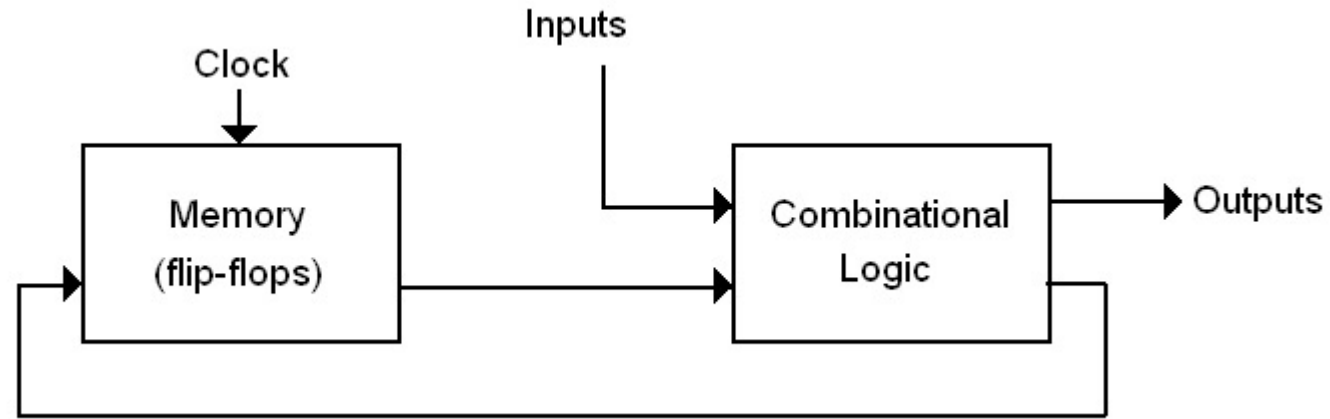 Inputs
Clock
Memory
(flip-flops)
Combinational
Logic
Outputs